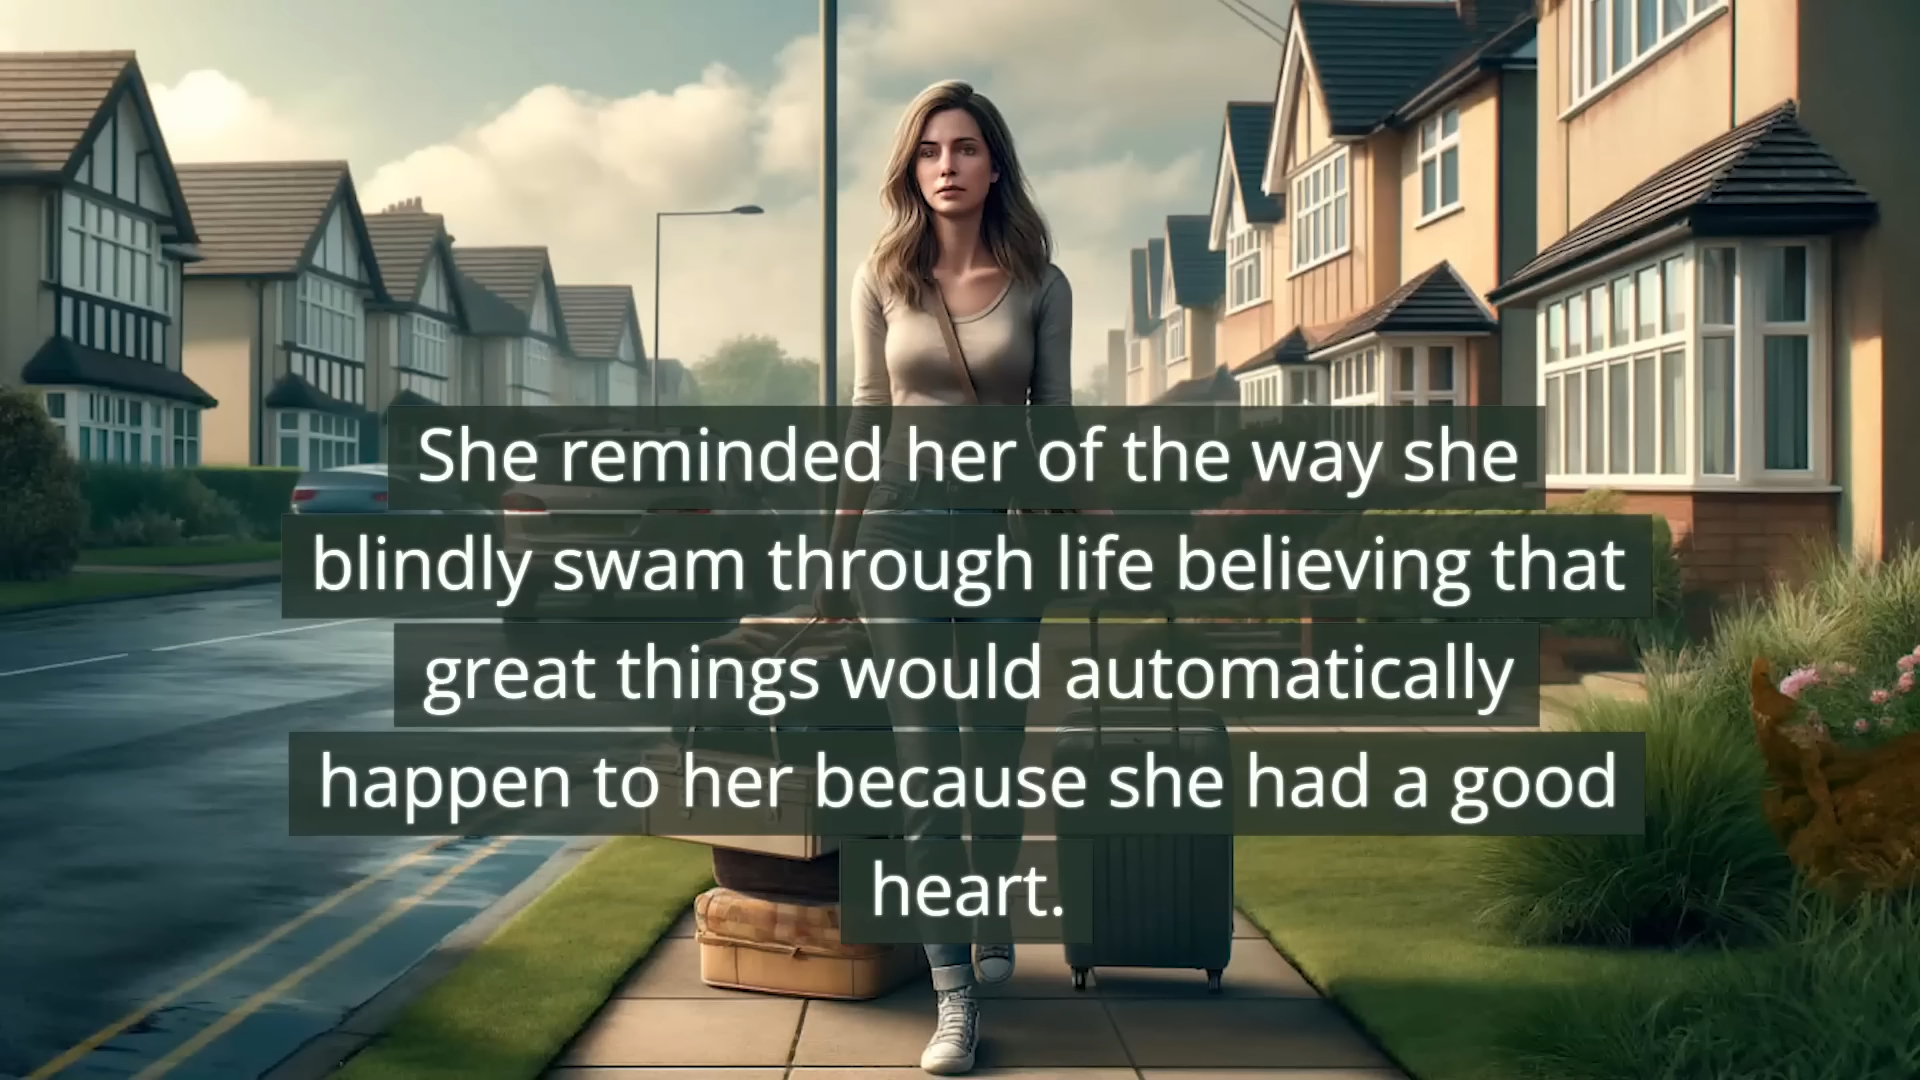 She reminded her of the way she
blindly swam through life believing that
great things would automatically
happen to her because she had a good
heart.